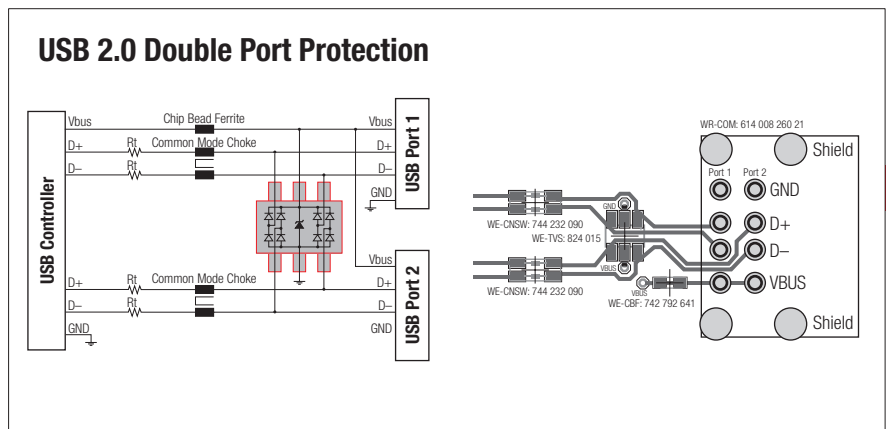 USB 2.0 Double Port Protection
USB Controller
Vbus
Chip Bead Ferrite
Vbus
D+
Rt
Common Mode Choke
D+
D–
Rt
D–
GND
USB Port 1
Vbus
D+
Rt
Common Mode Choke
D+
D–
Rt
D–
GND
GND
USB Port 2
WR-COM: 614 008 260 21
Shield
Port 1
Port 2
GND
GND
WE-CNSW: 744 232 090
WE-TVS: 824 015
D+
D–
VBUS
WE-CNSW: 744 232 090
VBUS
WE-CBF: 742 792 641
VBUS
Shield